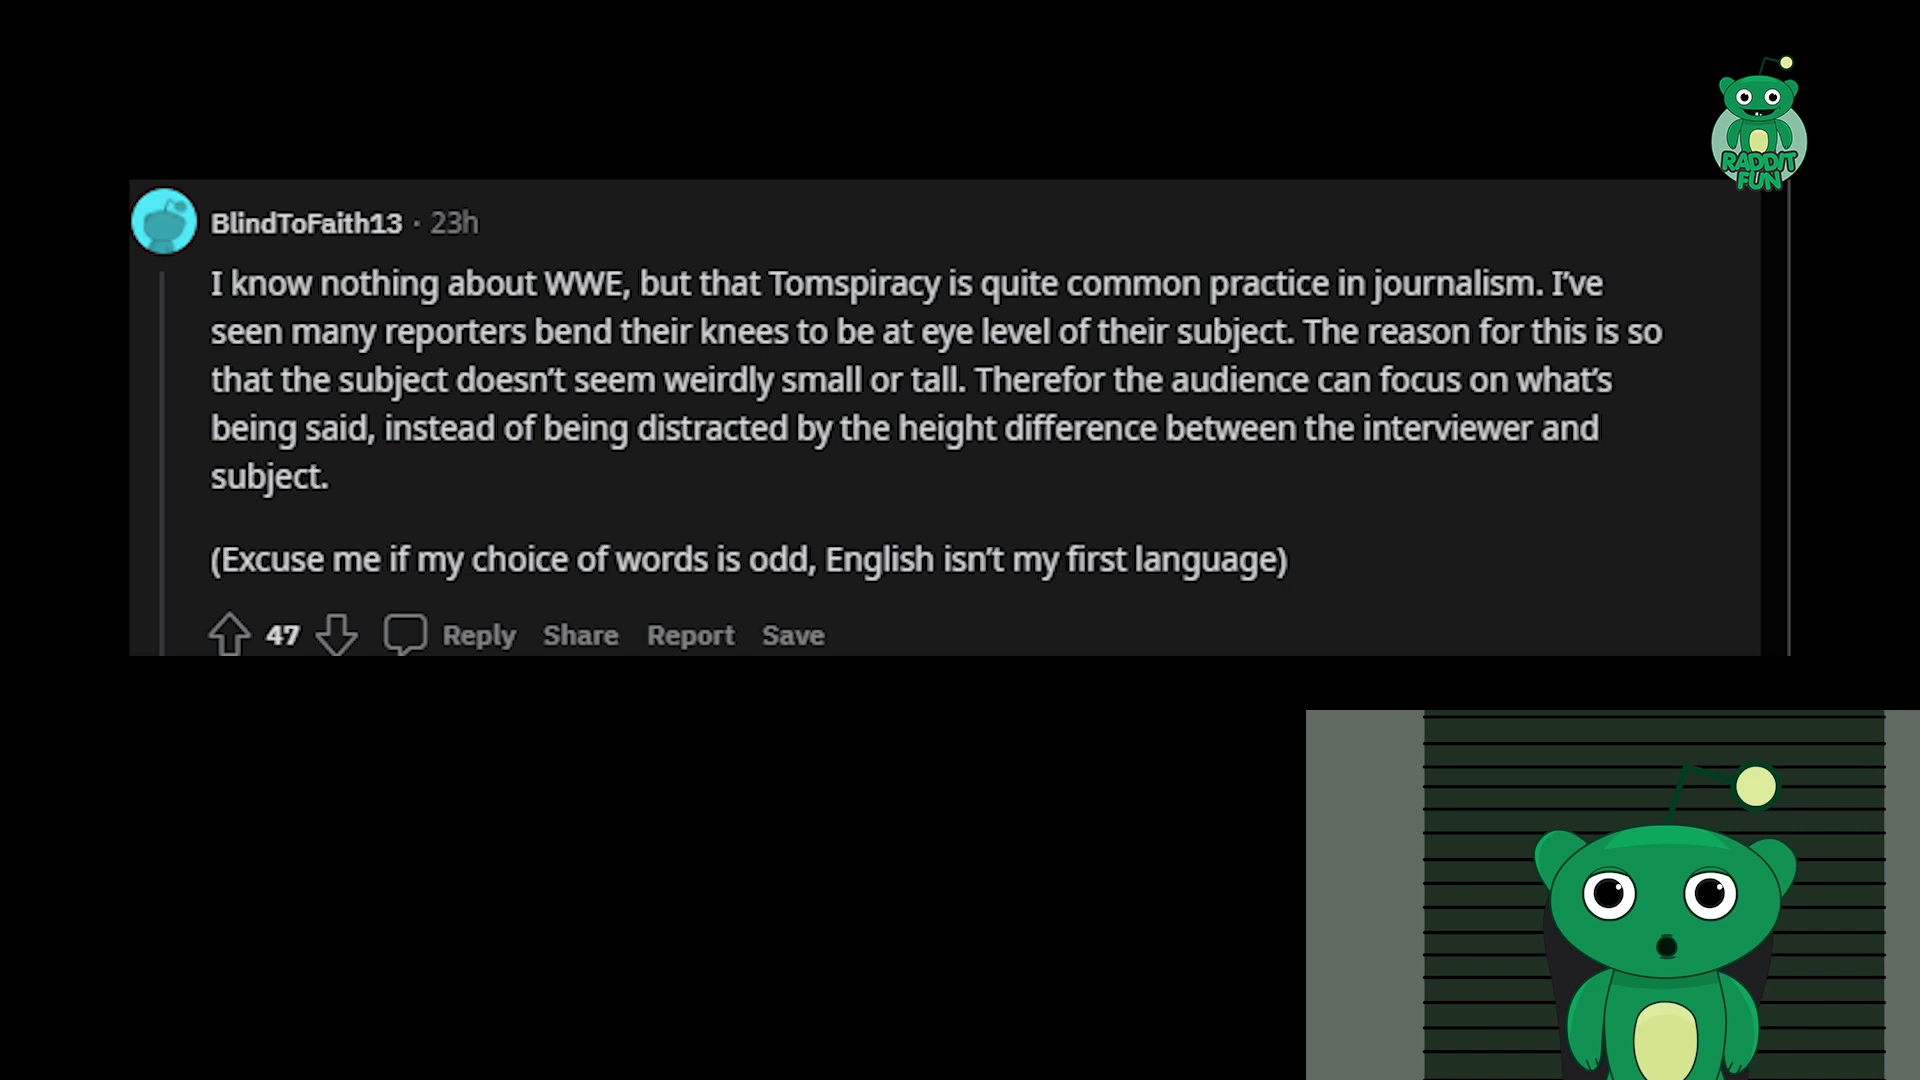 RADDIT
FUN
BlindToFaith13 · 23h
I know nothing about WWE, but that Tomspiracy is quite common practice in journalism. I’ve
seen many reporters bend their knees to be at eye level of their subject. The reason for this is so
that the subject doesn’t seem weirdly small or tall. Therefor the audience can focus on what’s
being said, instead of being distracted by the height difference between the interviewer and
subject.
(Excuse me if my choice of words is odd, English isn’t my first language)
47 Reply Share Report Save